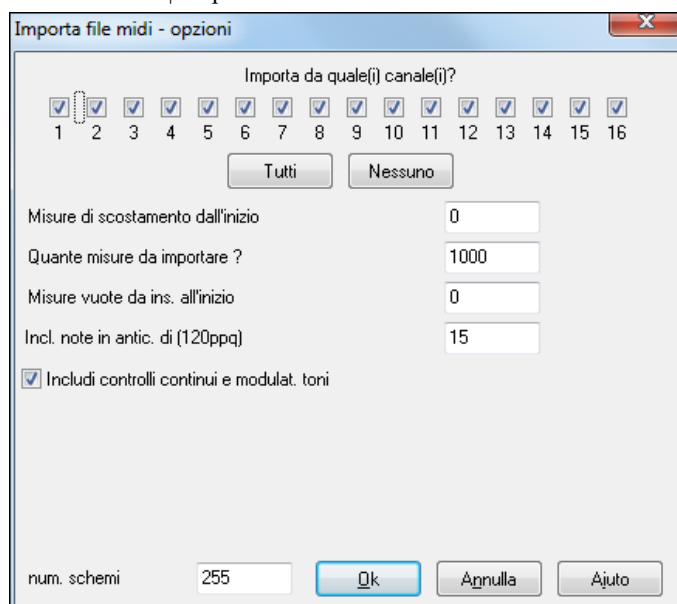 Importa file midi - opzioni
Importa da quale(i) canale(i)?
1 2 3 4 5 6 7 8 9 10 11 12 13 14 15 16
Tutti Nessuno
Misure di scostamento dall'inizio 0
Quante misure da importare ? 1000
Misure vuote da ins. all'inizio 0
Incl. note in antic. di (120ppq) 15
Includi controlli continui e modulat. toni
num. schemi 255 Ok Annulla Aiuto